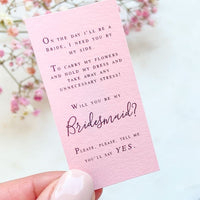 On the day I'll be a
bride, I need you by
my side.
To carry my flowers
and hold my dress and
take away any
unnecessary stress!
Will you be my
Bridesmaid?
Please, please, tell me
you'll say YES.